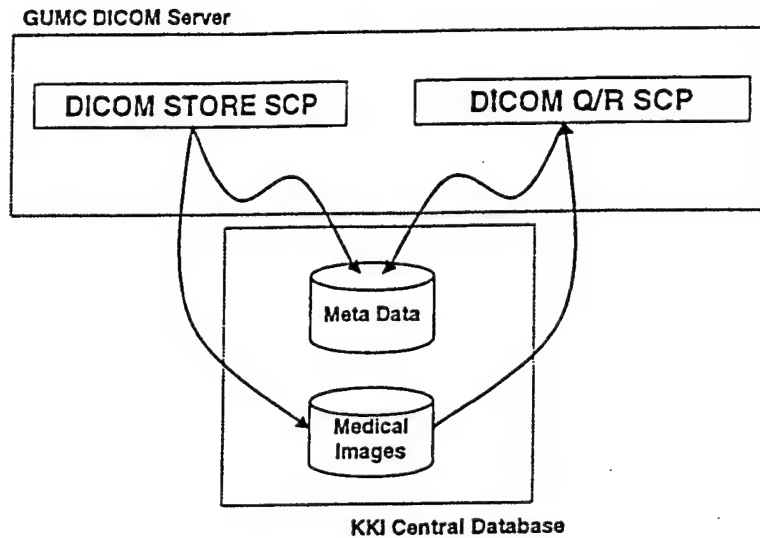 GUMC DICOM Server
DICOM STORE SCP
DICOM Q/R SCP
Meta Data
Medical
Images
KKI Central Database